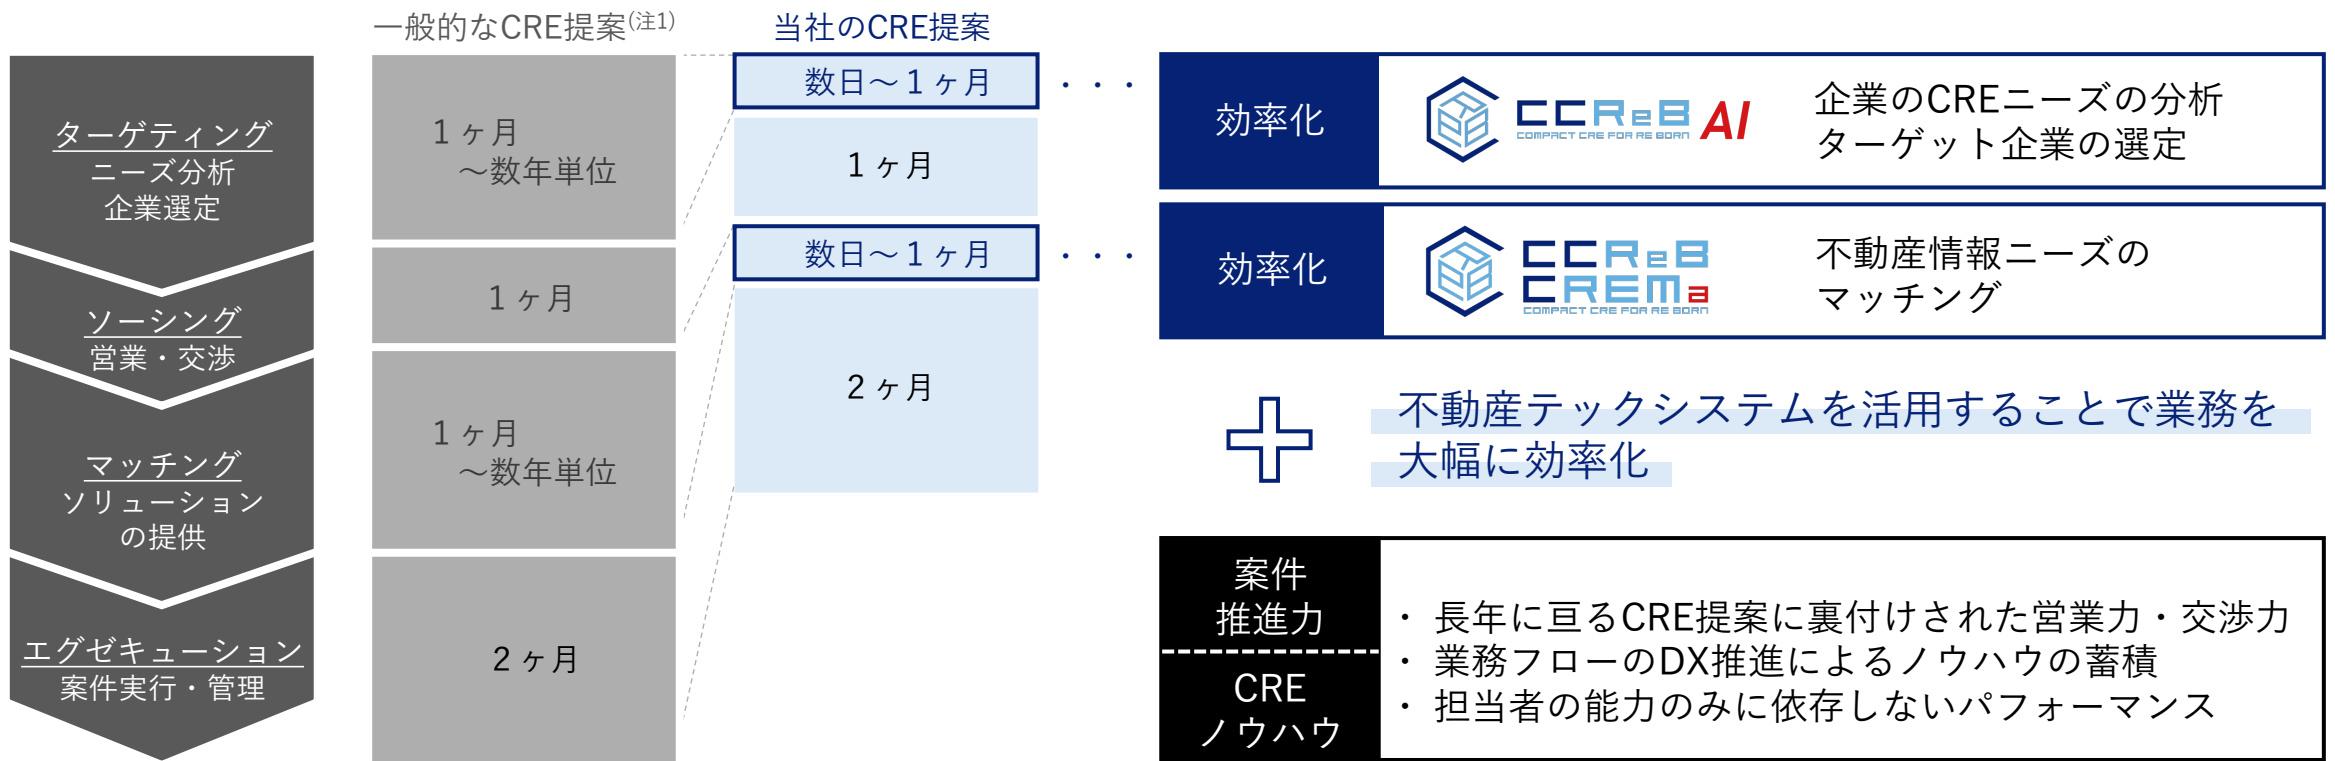 一般的なCRE提案(注1)
当社のCRE提案
ターゲティング
ニーズ分析
企業選定
ソーシング
営業・交渉
マッチング
ソリューション
の提供
エグゼキューション
案件実行・管理
1ヶ月
～数年単位
1ヶ月
1ヶ月
～数年単位
2ヶ月
数日～1ヶ月
1ヶ月
数日～1ヶ月
2ヶ月
・・・
・・・
効率化
CCReB AI
COMPACT CRE FOR RE BORN
企業のCREニーズの分析
ターゲット企業の選定
効率化
CCReB
CREMa
COMPACT CRE FOR RE BORN
不動産情報ニーズの
マッチング
不動産テックシステムを活用することで業務を
大幅に効率化
案件
推進力
CRE
ノウハウ
・ 長年に亘るCRE提案に裏付けされた営業力・交渉力
・ 業務フローのDX推進によるノウハウの蓄積
・ 担当者の能力のみに依存しないパフォーマンス